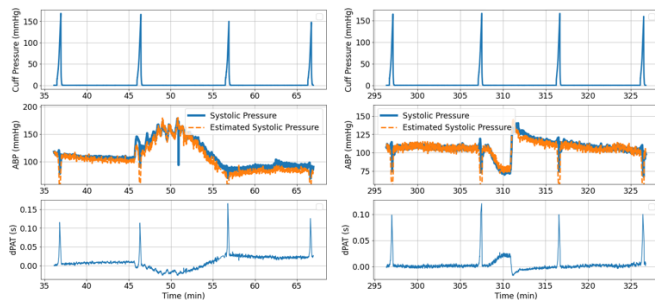 Cuff Pressure (mmHg)
150
100
50
0
35 40 45 50 55 60 65
Cuff Pressure (mmHg)
150
100
50
0
295 300 305 310 315 320 325
ABP (mmHg)
200
150
100
Systolic Pressure
Estimated Systolic Pressure
35 40 45 50 55 60 65
ABP (mmHg)
150
125
100
75
Systolic Pressure
Estimated Systolic Pressure
295 300 305 310 315 320 325
dPAT (s)
0.15
0.10
0.05
0.00
35 40 45 50 55 60 65
Time (min)
dPAT (s)
0.10
0.05
0.00
295 300 305 310 315 320 325
Time (min)